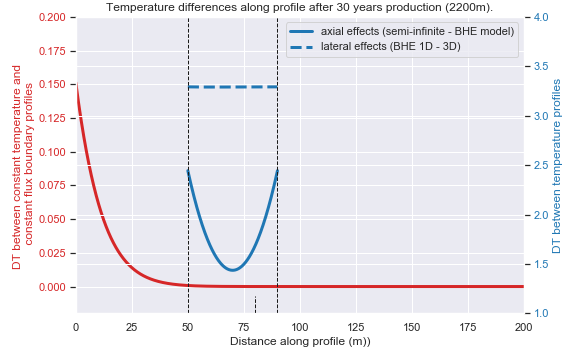 Temperature differences along profile after 30 years production (2200m).
axial effects (semi-infinite - BHE model)
lateral effects (BHE 1D - 3D)
DT between constant temperature and
constant flux boundary profiles
0.200
0.175
0.150
0.125
0.100
0.075
0.050
0.025
0.000
4.0
3.5
3.0
2.5
2.0
1.5
1.0
DT between temperature profiles
0 25 50 75 100 125 150 175 200
Distance along profile (m))